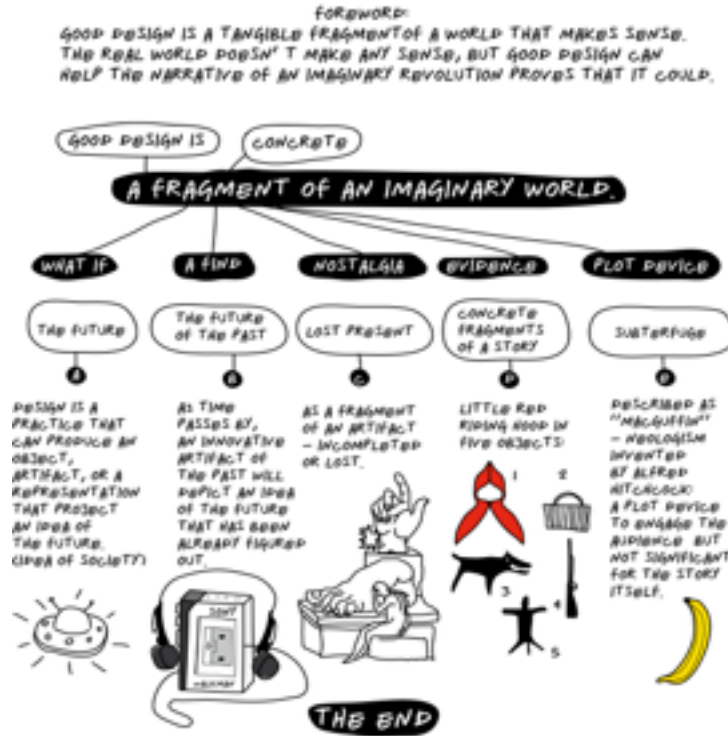 FOREWORD:
GOOD DESIGN IS A TANGIBLE FRAGMENTOF A WORLD THAT MAKES SENSE.
THE REAL WORLD DOESN'T MAKE ANY SENSE, BUT GOOD DESIGN CAN
HELP THE NARRATIVE OF AN IMAGINARY REVOLUTION PROVES THAT IT COULD.
GOOD DESIGN IS
CONCRETE
A FRAGMENT OF AN IMAGINARY WORLD.
WHAT IF
THE FUTURE
A
DESIGN IS A
PRACTICE THAT
CAN PRODUCE AN
OBJECT,
ARTIFACT, OR A
REPRESENTATION
THAT PROJECT
AN IDEA OF
THE FUTURE.
(IDEA OF SOCIETY)
A FIND
THE FUTURE
OF THE PAST
B
AS TIME
PASSES BY,
AN INNOVATIVE
ARTIFACT OF
THE PAST WILL
DEPICT AN IDEA
OF THE FUTURE
THAT HAS BEEN
ALREADY FIGURED
OUT.
SONY
WALKMAN
NOSTALGIA
LOST PRESENT
C
AS A FRAGMENT
OF AN ARTIFACT
– INCOMPLETED
OR LOST.
EVIDENCE
CONCRETE
FRAGMENTS
OF A STORY
D
LITTLE RED
RIDING HOOD IN
FIVE OBJECTS:
1
2
3
4
5
PLOT DEVICE
SUBTERFUGE
E
DESCRIBED AS
"MACGUFFIN"
– NEOLOGISM
INVENTED
BY ALFRED
HITCHCOCK:
A PLOT DEVICE
TO ENGAGE THE
AUDIENCE BUT
NOT SIGNIFICANT
FOR THE STORY
ITSELF.
THE END